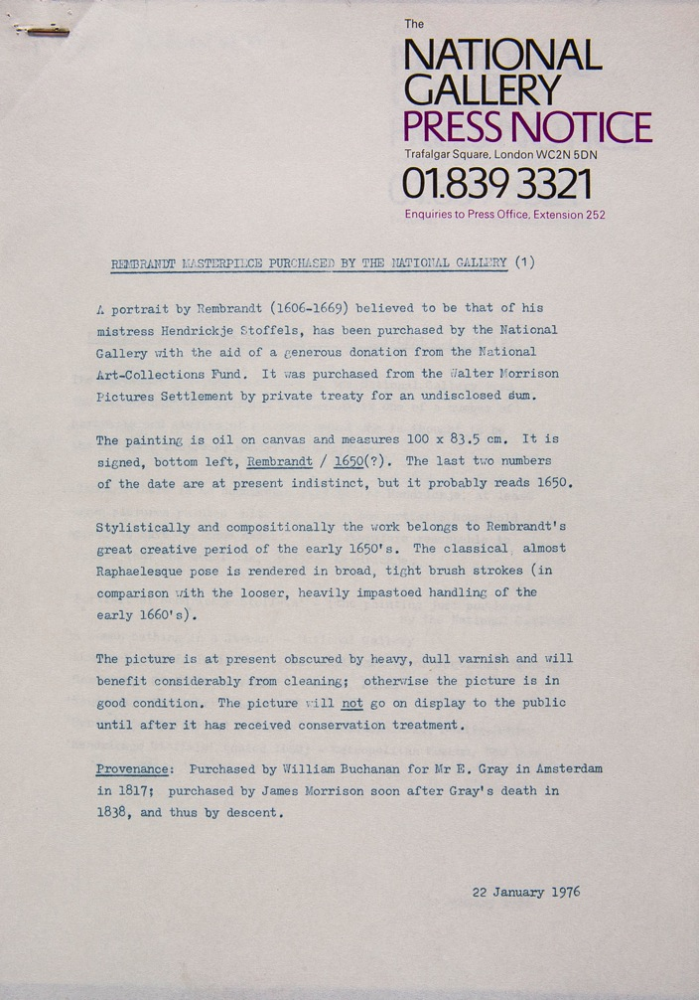 The
NATIONAL
GALLERY
PRESS NOTICE
Trafalgar Square, London WC2N 5DN
01.839 3321
Enquiries to Press Office, Extension 252
REMBRANDT MASTERPIECE PURCHASED BY THE NATIONAL GALLERY (1)
A portrait by Rembrandt (1606-1669) believed to be that of his
mistress Hendrickje Stoffels, has been purchased by the National
Gallery with the aid of a generous donation from the National
Art-Collections Fund. It was purchased from the Walter Morrison
Pictures Settlement by private treaty for an undisclosed sum.
The painting is oil on canvas and measures 100 x 83.5 cm. It is
signed, bottom left, Rembrandt / 1650(?). The last two numbers
of the date are at present indistinct, but it probably reads 1650.
Stylistically and compositionally the work belongs to Rembrandt's
great creative period of the early 1650's. The classical, almost
Raphaelesque pose is rendered in broad, tight brush strokes (in
comparison with the looser, heavily impastoed handling of the
early 1660's).
The picture is at present obscured by heavy, dull varnish and will
benefit considerably from cleaning; otherwise the picture is in
good condition. The picture will not go on display to the public
until after it has received conservation treatment.
Provenance: Purchased by William Buchanan for Mr E. Gray in Amsterdam
in 1817; purchased by James Morrison soon after Gray's death in
1838, and thus by descent.
22 January 1976